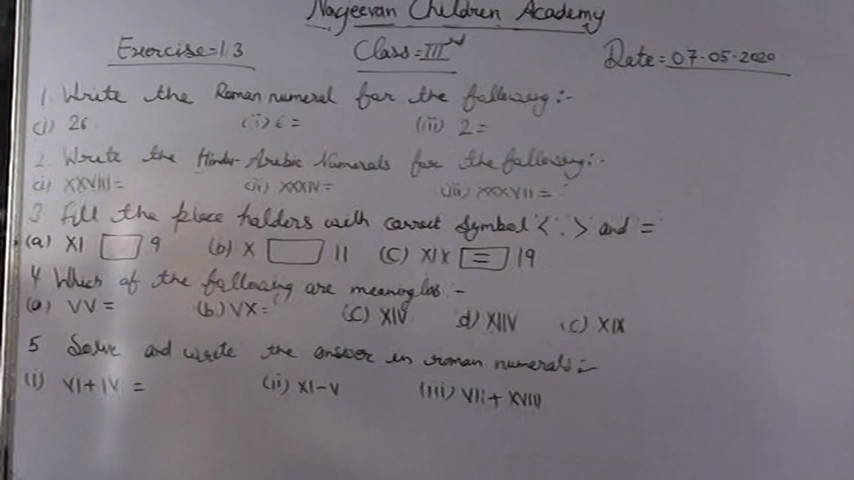 Nayjeevan Children Academy
Exercise=1.3 Class=IIIrd Date=07.05.2020
1 Write the Roman numeral for the following:-
(i) 26 (ii) 6= (iii) 2=
2 Write the Hindu-Arabic Numerals for the following:-
(i) XXVIII= (ii) XXXIV= (iii) XXXVII=
3 Fill the place holders with correct symbol <, > and =
(a) XI 9 (b) X 11 (C) XIX = 19
4 Which of the following are meaningless:-
(a) VV= (b) VX= (C) XIV d) XIIV (C) XIX
5 Solve and write the answer in roman numerals:-
(i) VI+IV= (ii) XI-V (iii) VII+XVIII